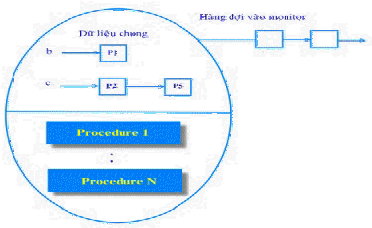 Hàng đợi vào monitor
Dữ liệu chung
b
P1
c
P2
P5
Procedure 1
:
Procedure N